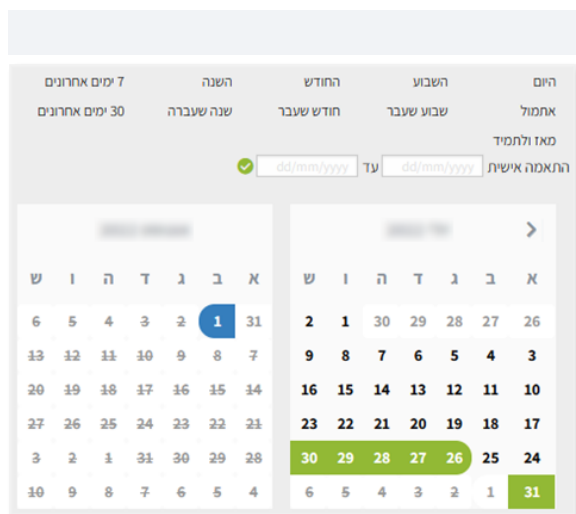 היום השבוע החודש השנה 7 ימים אחרונים
אתמול שבוע שעבר חודש שעבר שנה שעברה 30 ימים אחרונים
מאז ולתמיד
התאמה אישית dd/mm/yyyy עד dd/mm/yyyy
א ב ג ד ה ו ש
26 27 28 29 30 1 2
3 4 5 6 7 8 9
10 11 12 13 14 15 16
17 18 19 20 21 22 23
24 25 26 27 28 29 30
31 1 2 3 4 5 6
א ב ג ד ה ו ש
31 1 2 3 4 5 6
7 8 9 10 11 12 13
14 15 16 17 18 19 20
21 22 23 24 25 26 27
28 29 30 31 1 2 3
4 5 6 7 8 9 10